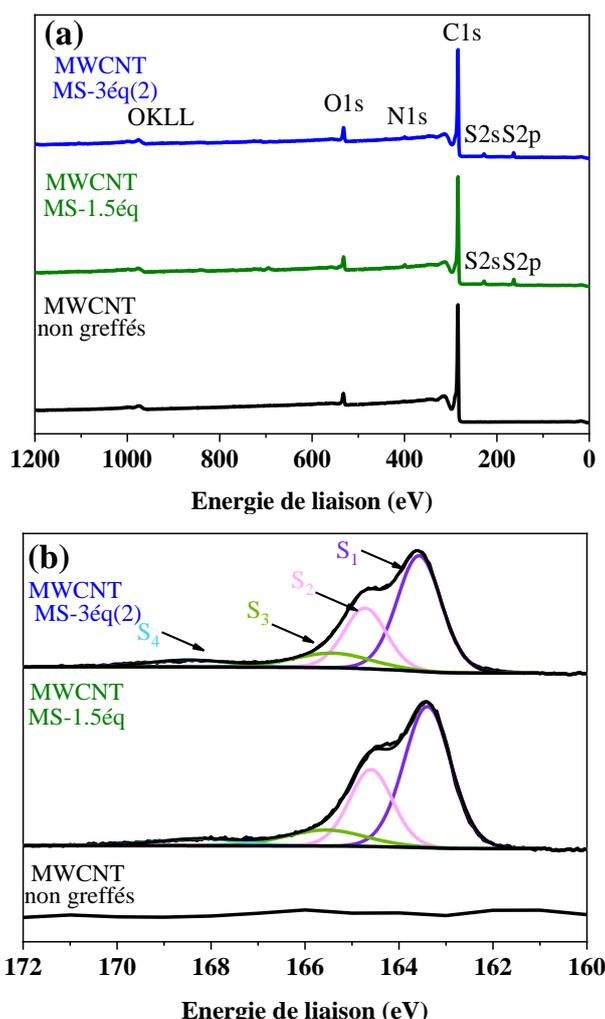 (a)
C1s
MWCNT
MS-3éq(2)
OKLL
O1s
N1s
S2s S2p
MWCNT
MS-1.5éq
S2s S2p
MWCNT
non greffés
1200 1000 800 600 400 200 0
Energie de liaison (eV)
(b)
S1
MWCNT
MS-3éq(2)
S2
S3
S4
MWCNT
MS-1.5éq
MWCNT
non greffés
172 170 168 166 164 162 160
Energie de liaison (eV)